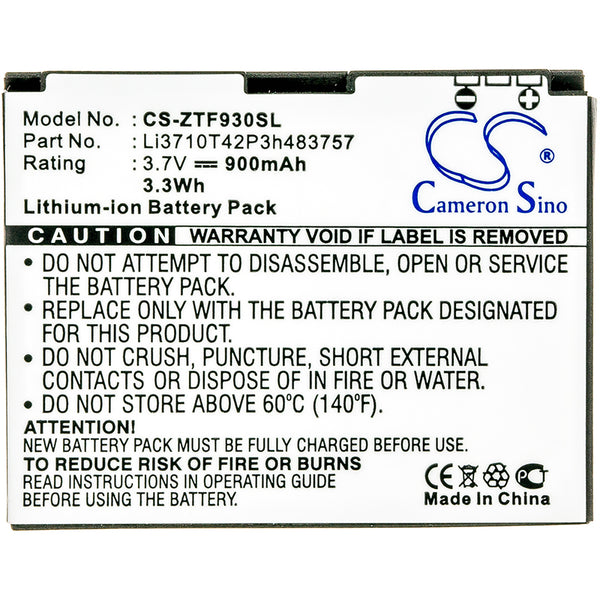 Model No. : CS-ZTF930SL
Part No. : Li3710T42P3h483757
Rating : 3.7V 900mAh
3.3Wh
Lithium-ion Battery Pack
CS
®
Cameron Sino
CAUTION WARRANTY VOID IF LABEL IS REMOVED
• DO NOT ATTEMPT TO DISASSEMBLE, OPEN OR SERVICE
THE BATTERY PACK.
• REPLACE ONLY WITH THE BATTERY PACK DESIGNATED
FOR THIS PRODUCT.
• DO NOT CRUSH, PUNCTURE, SHORT EXTERNAL
CONTACTS OR DISPOSE OF IN FIRE OR WATER.
• DO NOT STORE ABOVE 60°C (140°F)
ATTENTION!
NEW BATTERY PACK MUST BE FULLY CHARGED BEFORE USE
TO REDUCE RISK OF FIRE OR BURNS
READ INSTRUCTIONS IN BATTERY GUIDE
CE
Made In China